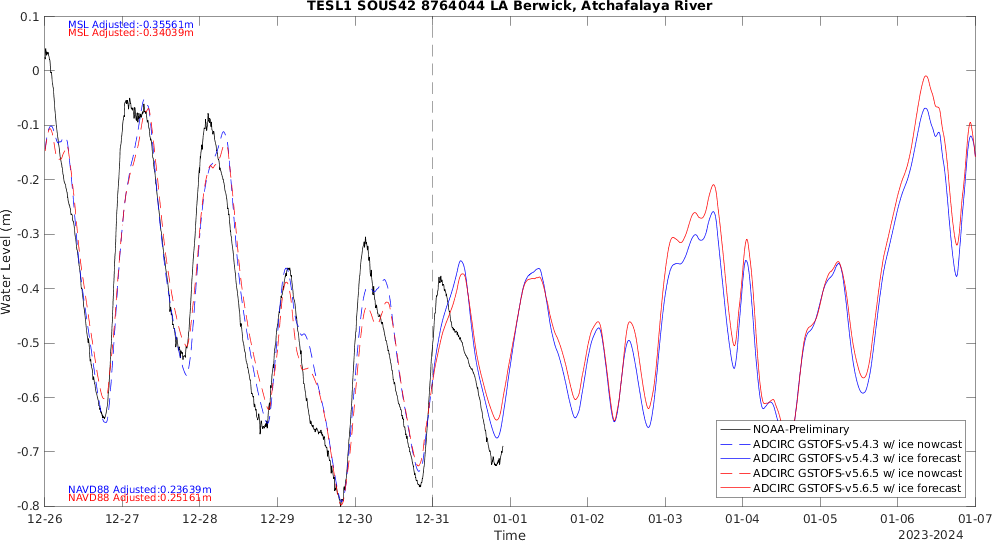 TESL1 SOUS42 8764044 LA Berwick, Atchafalaya River
MSL Adjusted:-0.35561m
MSL Adjusted:-0.34039m
0.1
0
-0.1
-0.2
-0.3
-0.4
-0.5
-0.6
-0.7
-0.8
Water Level (m)
NOAA-Preliminary
ADCIRC GSTOFS-v5.4.3 w/ ice nowcast
ADCIRC GSTOFS-v5.4.3 w/ ice forecast
ADCIRC GSTOFS-v5.6.5 w/ ice nowcast
ADCIRC GSTOFS-v5.6.5 w/ ice forecast
NAVD88 Adjusted:0.23639m
NAVD88 Adjusted:0.25161m
12-26 12-27 12-28 12-29 12-30 12-31 01-01 01-02 01-03 01-04 01-05 01-06 01-07
Time
2023-2024